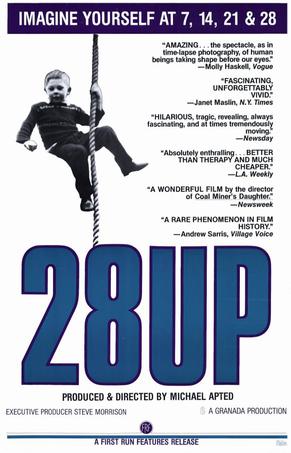 IMAGINE YOURSELF AT 7, 14, 21 & 28
"AMAZING . . . the spectacle, as in
time-lapse photography, of human
beings taking shape before our eyes."
—Molly Haskell, Vogue
"FASCINATING,
UNFORGETTABLY
VIVID."
—Janet Maslin, N.Y. Times
"HILARIOUS, tragic, revealing, always
fascinating, and at times tremendously
moving."
—Newsday
"Absolutely enthralling. . . BETTER
THAN THERAPY AND MUCH
CHEAPER."
—L.A. Weekly
"A WONDERFUL FILM by the director
of Coal Miner's Daughter."
—Newsweek
"A RARE PHENOMENON IN FILM
HISTORY."
—Andrew Sarris, Village Voice
28UP
PRODUCED & DIRECTED BY MICHAEL APTED
EXECUTIVE PRODUCER STEVE MORRISON
A GRANADA PRODUCTION
A FIRST RUN FEATURES RELEASE